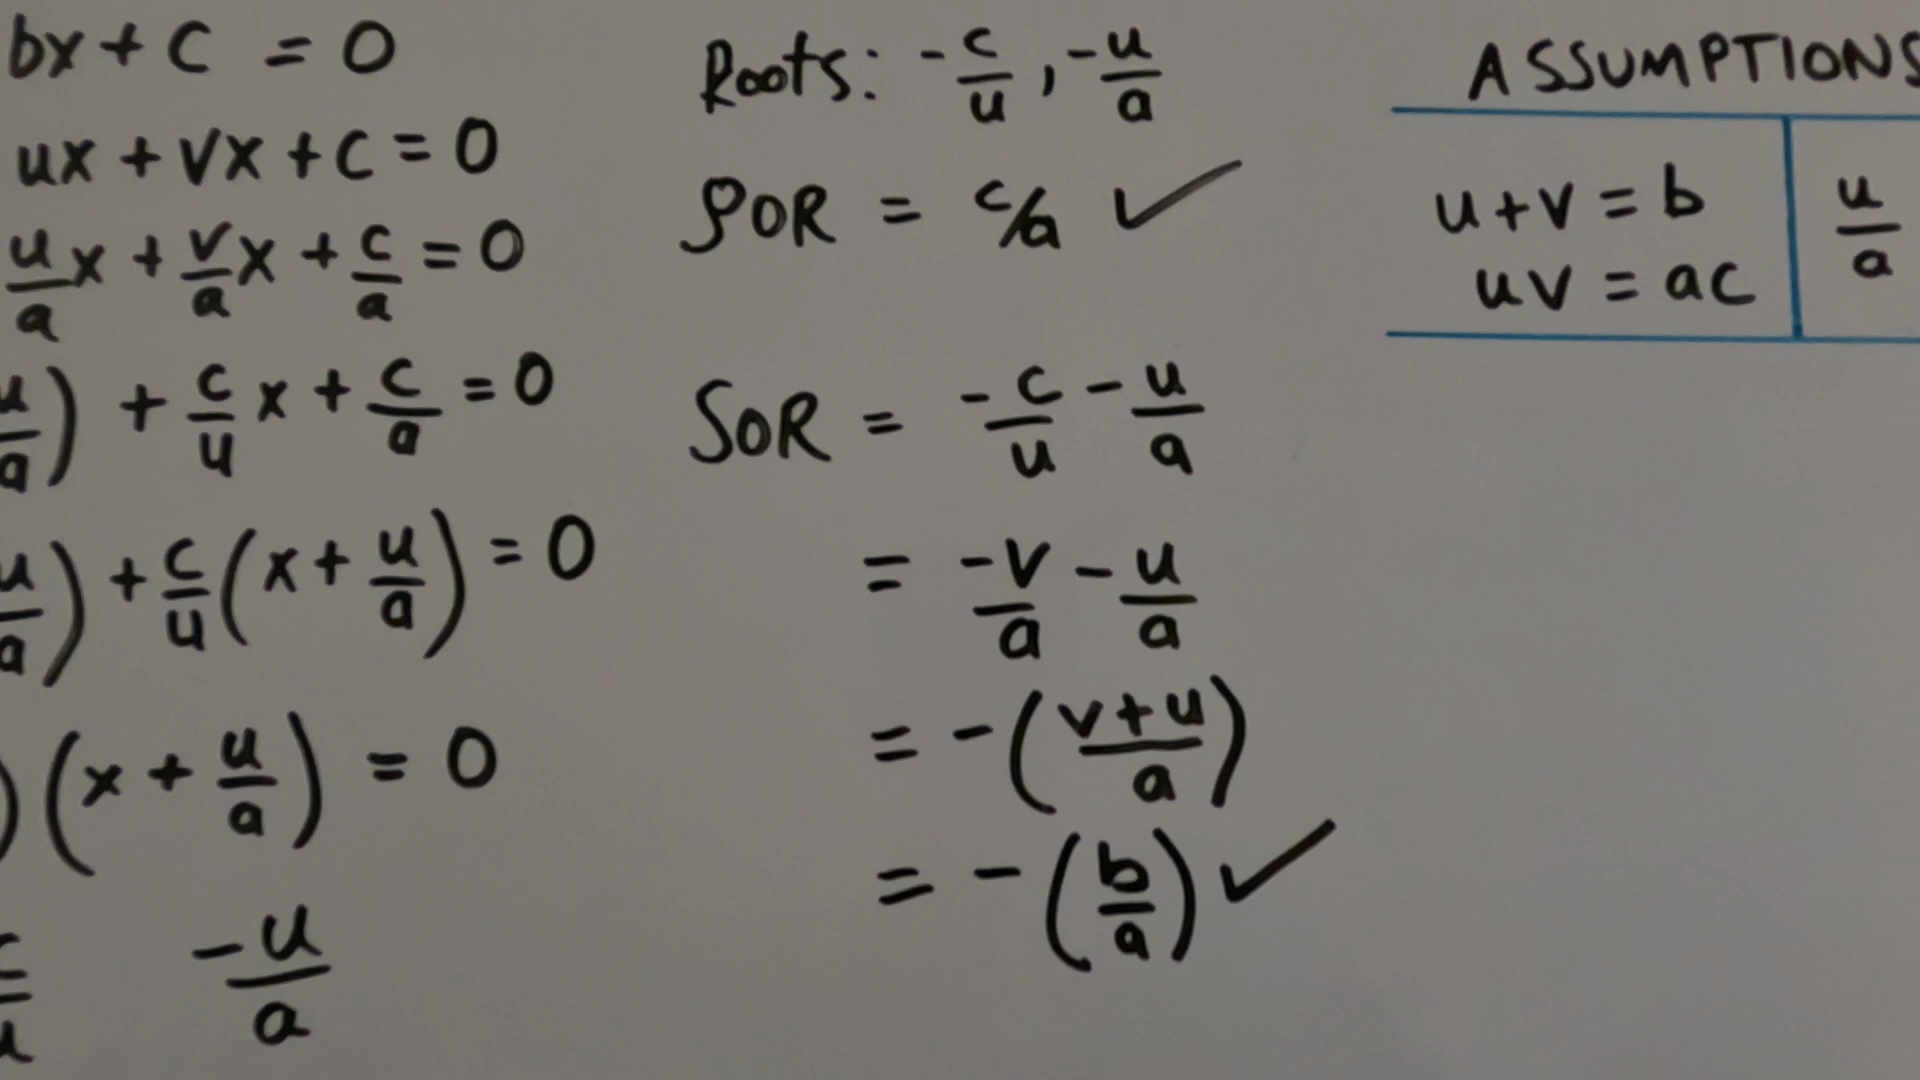 bx + c = 0
ux + vx + c = 0
u/a x + v/a x + c/a = 0
u/a) + c/u x + c/a = 0
u/a) + c/u (x + u/a) = 0
) (x + u/a) = 0
c/u -u/a
Roots: -c/u, -u/a
POR = c/a ✓
SOR = -c/u - u/a
= -v/a - u/a
= -(v+u/a)
= -(b/a) ✓
ASSUMPTIONS
u+v = b
uv = ac
u/a